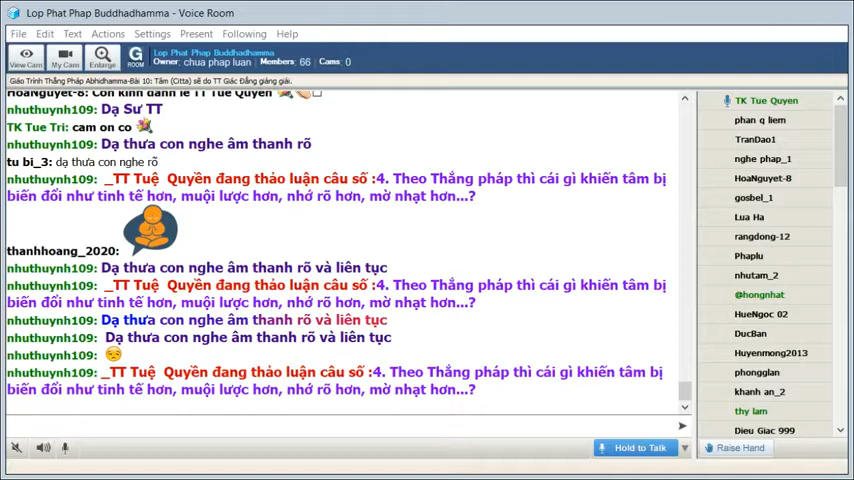 Lop Phat Phap Buddhadhamma - Voice Room
File Edit Text Actions Settings Present Following Help
View Cam My Cam Enlarge G ROOM
Lop Phat Phap Buddhadhamma
Owner: chua phap luan Members: 66 Cams: 0
Giáo Trình Thắng Pháp Abhidhamma-Bài 10: Tâm (Citta) sẽ do TT Giác Đẳng giảng giải.
HoaNguyet-8: Con kính đảnh lễ TT Tuệ Quyền
nhuthuynh109: Dạ Sư TT
TK Tue Tri: cam on co
nhuthuynh109: Dạ thưa con nghe âm thanh rõ
tu bi_3: dạ thưa con nghe rõ
nhuthuynh109: _TT Tuệ Quyền đang thảo luận câu số :4. Theo Thắng pháp thì cái gì khiến tâm bị
biến đổi như tinh tế hơn, muội lược hơn, nhớ rõ hơn, mờ nhạt hơn...?
thanhhoang_2020:
nhuthuynh109: Dạ thưa con nghe âm thanh rõ và liên tục
nhuthuynh109: _TT Tuệ Quyền đang thảo luận câu số :4. Theo Thắng pháp thì cái gì khiến tâm bị
biến đổi như tinh tế hơn, muội lược hơn, nhớ rõ hơn, mờ nhạt hơn...?
nhuthuynh109: Dạ thưa con nghe âm thanh rõ và liên tục
nhuthuynh109: Dạ thưa con nghe âm thanh rõ và liên tục
nhuthuynh109:
nhuthuynh109: _TT Tuệ Quyền đang thảo luận câu số :4. Theo Thắng pháp thì cái gì khiến tâm bị
biến đổi như tinh tế hơn, muội lược hơn, nhớ rõ hơn, mờ nhạt hơn...?
Hold to Talk
TK Tue Quyen
phan q liem
TranDao1
nghe phap_1
HoaNguyet-8
gosbel_1
Lua Ha
rangdong-12
Phaplu
nhutam_2
@hongnhat
HueNgoc 02
DucBan
Huyenmong2013
phongglan
khanh an_2
thy lam
Dieu Giac 999
Raise Hand